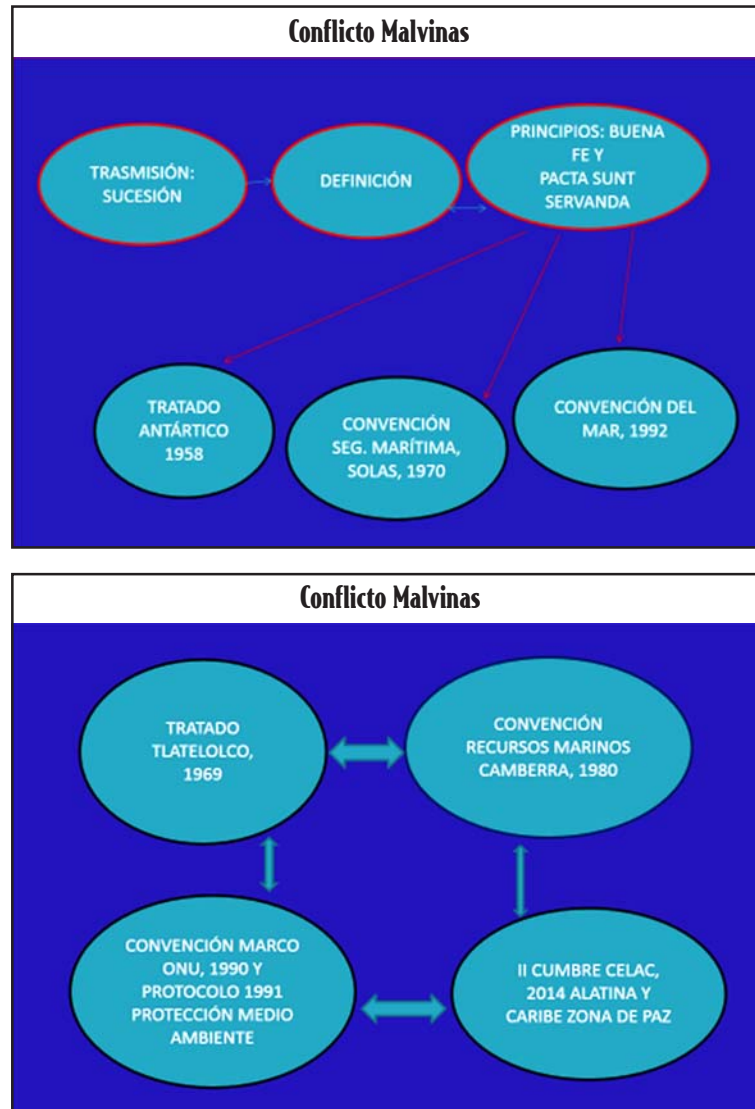 Conflicto Malvinas
TRASMISIÓN:
SUCESIÓN
DEFINICIÓN
PRINCIPIOS: BUENA
FE Y
PACTA SUNT
SERVANDA
TRATADO
ANTÁRTICO
1958
CONVENCIÓN
SEG. MARÍTIMA,
SOLAS, 1970
CONVENCIÓN DEL
MAR, 1992
Conflicto Malvinas
TRATADO
TLATELOLCO,
1969
CONVENCIÓN
RECURSOS MARINOS
CAMBERRA, 1980
CONVENCIÓN MARCO
ONU, 1990 Y
PROTOCOLO 1991
PROTECCIÓN MEDIO
AMBIENTE
II CUMBRE CELAC,
2014 ALATINA Y
CARIBE ZONA DE PAZ